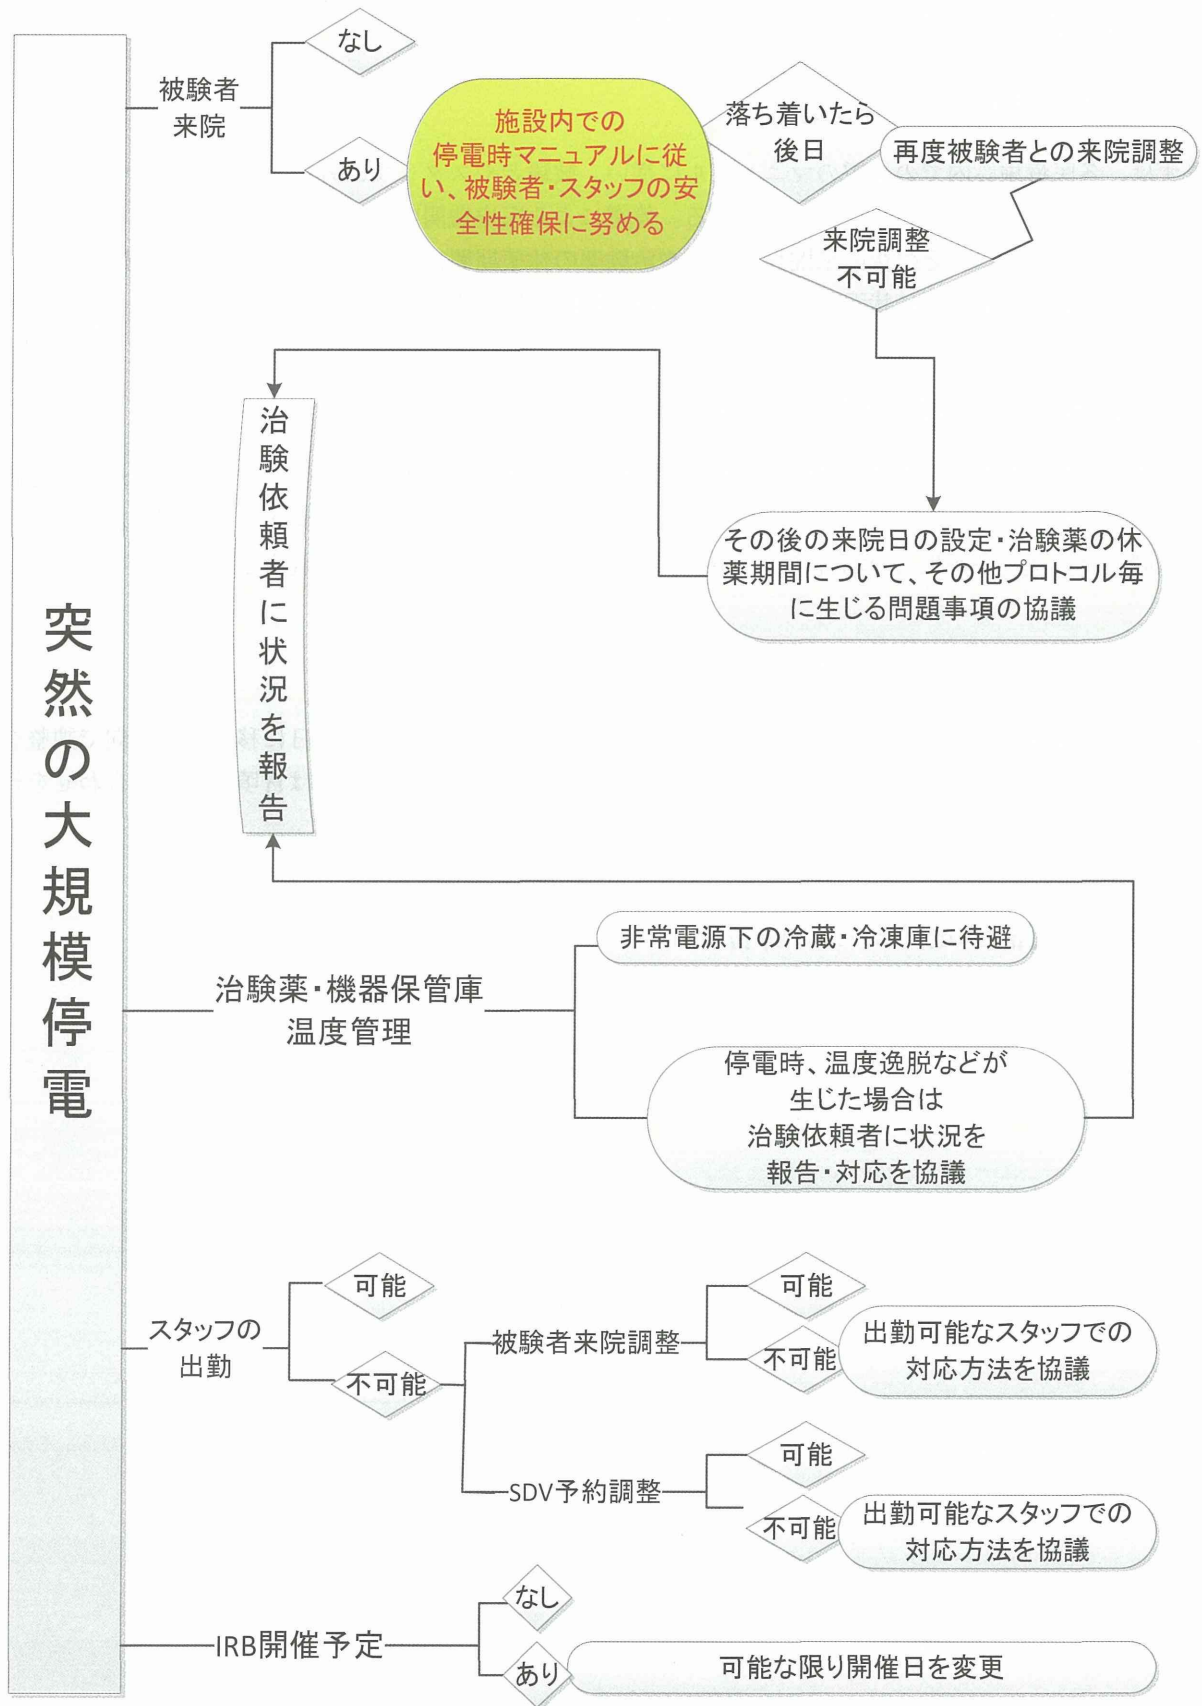 突然の大規模停電
被験者
来院
なし
あり
施設内での
停電時マニュアルに従
い、被験者・スタッフの安
全性確保に努める
落ち着いたら
後日
再度被験者との来院調整
来院調整
不可能
その後の来院日の設定・治験薬の休
薬期間について、その他プロトコル毎
に生じる問題事項の協議
治験依頼者に状況を報告
治験薬・機器保管庫
温度管理
非常電源下の冷蔵・冷凍庫に待避
停電時、温度逸脱などが
生じた場合は
治験依頼者に状況を
報告・対応を協議
スタッフの
出勤
可能
不可能
被験者来院調整
可能
不可能
出勤可能なスタッフでの
対応方法を協議
SDV予約調整
可能
不可能
出勤可能なスタッフでの
対応方法を協議
IRB開催予定
なし
あり
可能な限り開催日を変更